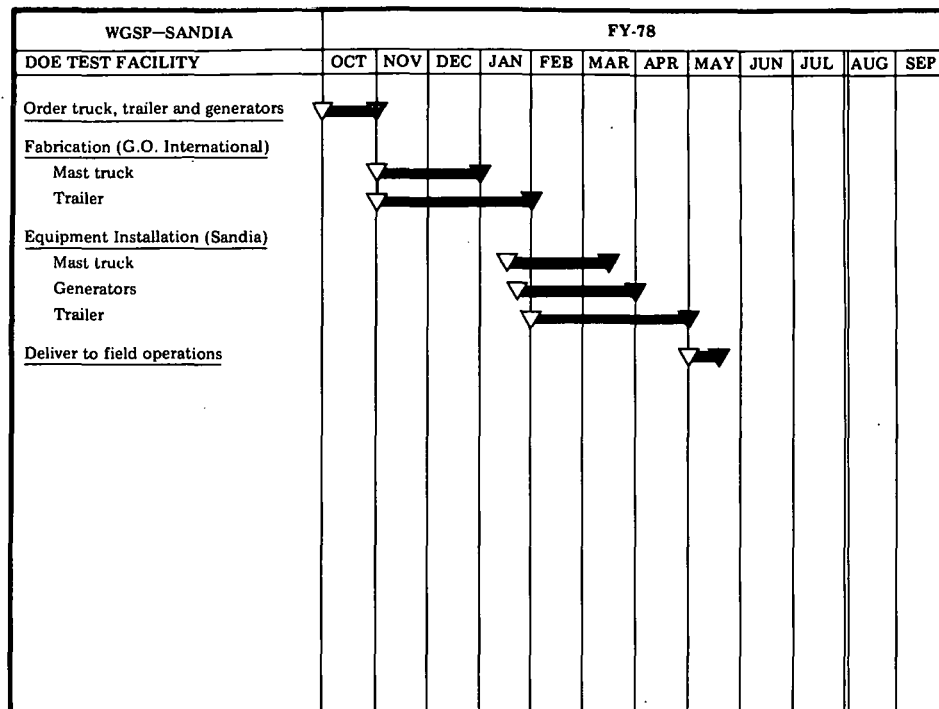 WGSP—SANDIA
FY-78
DOE TEST FACILITY
OCT NOV DEC JAN FEB MAR APR MAY JUN JUL AUG SEP
Order truck, trailer and generators
Fabrication (G.O. International)
Mast truck
Trailer
Equipment Installation (Sandia)
Mast truck
Generators
Trailer
Deliver to field operations